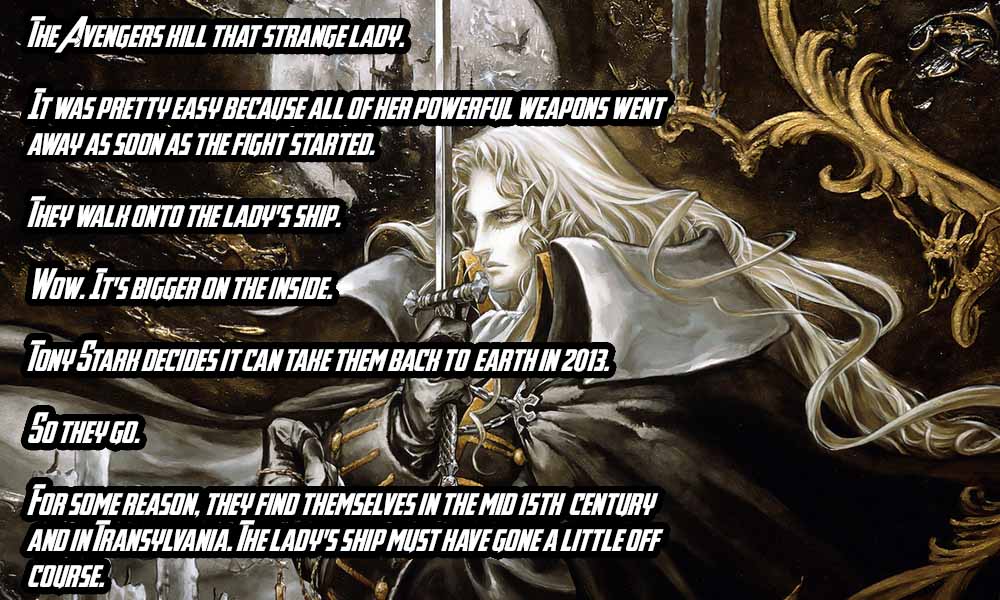 The Avengers kill that strange lady.
It was pretty easy because all of her powerful weapons went
away as soon as the fight started.
They walk onto the lady's ship.
Wow. It's bigger on the inside.
Tony Stark decides it can take them back to Earth in 2013.
So they go.
For some reason, they find themselves in the mid 15th century
and in Transylvania. The lady's ship must have gone a little off
course.